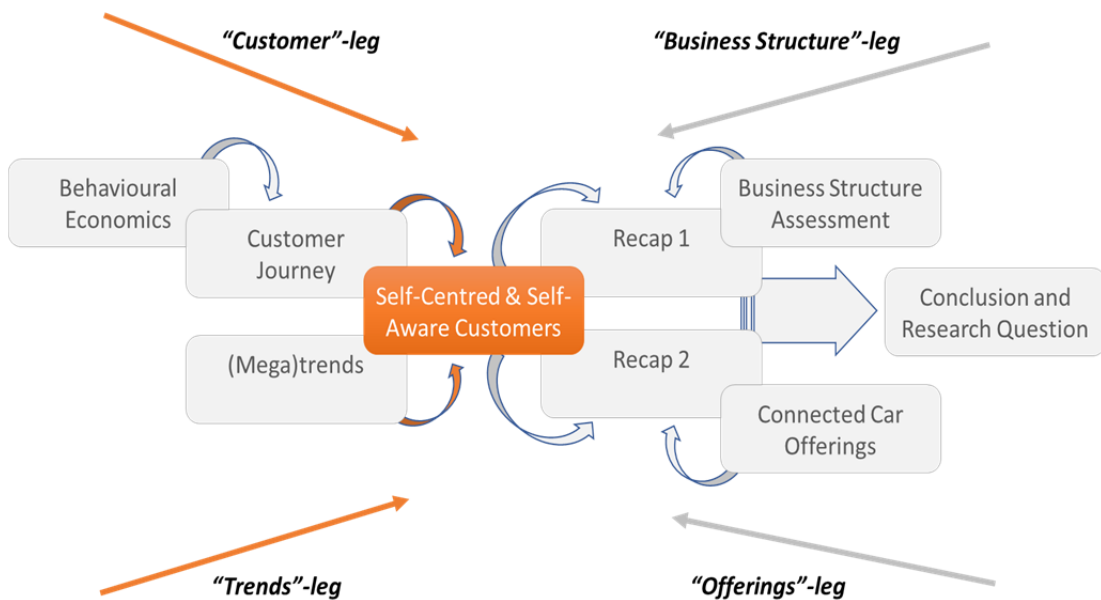 “Customer”-leg
“Business Structure”-leg
Behavioural
Economics
Customer
Journey
(Mega)trends
Self-Centred & Self-
Aware Customers
Recap 1
Recap 2
Business Structure
Assessment
Connected Car
Offerings
Conclusion and
Research Question
“Trends”-leg
“Offerings”-leg